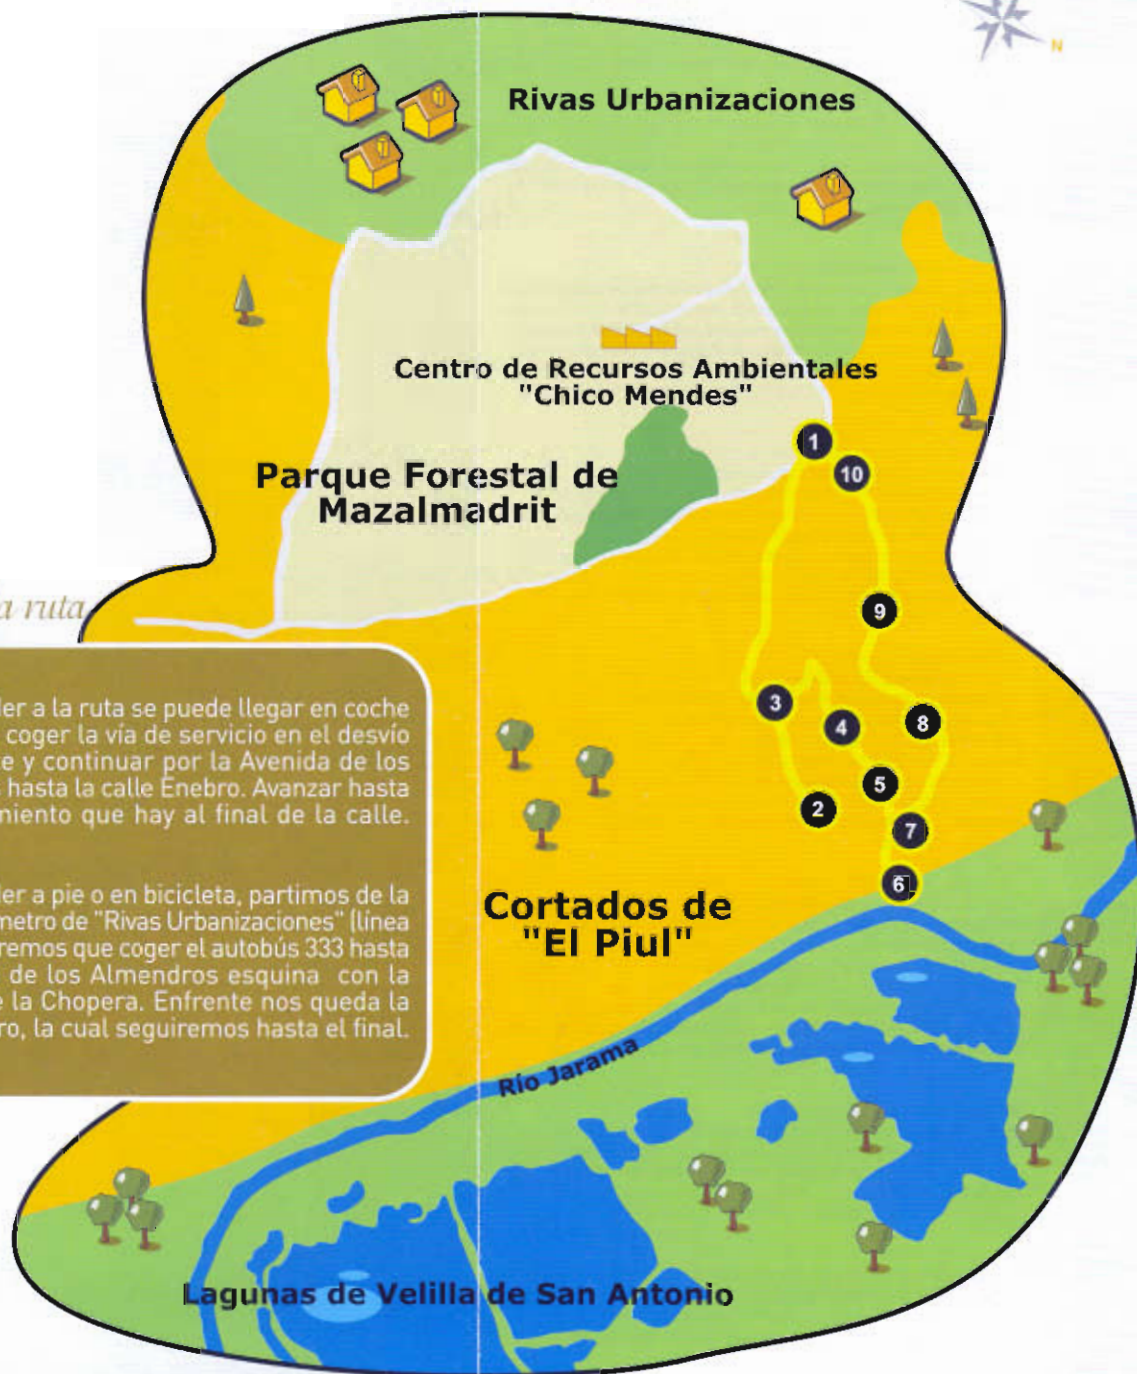 N
Rivas Urbanizaciones
Centro de Recursos Ambientales
"Chico Mendes"
Parque Forestal de
Mazalmadrit
1
10
9
3
4
8
5
2
7
6
a ruta
der a la ruta se puede llegar en coche
coger la vía de servicio en el desvío
e y continuar por la Avenida de los
hasta la calle Enebro. Avanzar hasta
miento que hay al final de la calle.
der a pie o en bicicleta, partimos de la
metro de "Rivas Urbanizaciones" (línea
remos que coger el autobús 333 hasta
de los Almendros esquina con la
e la Chopera. Enfrente nos queda la
ro, la cual seguiremos hasta el final.
Cortados de
"El Piul"
Río Jarama
Lagunas de Velilla de San Antonio